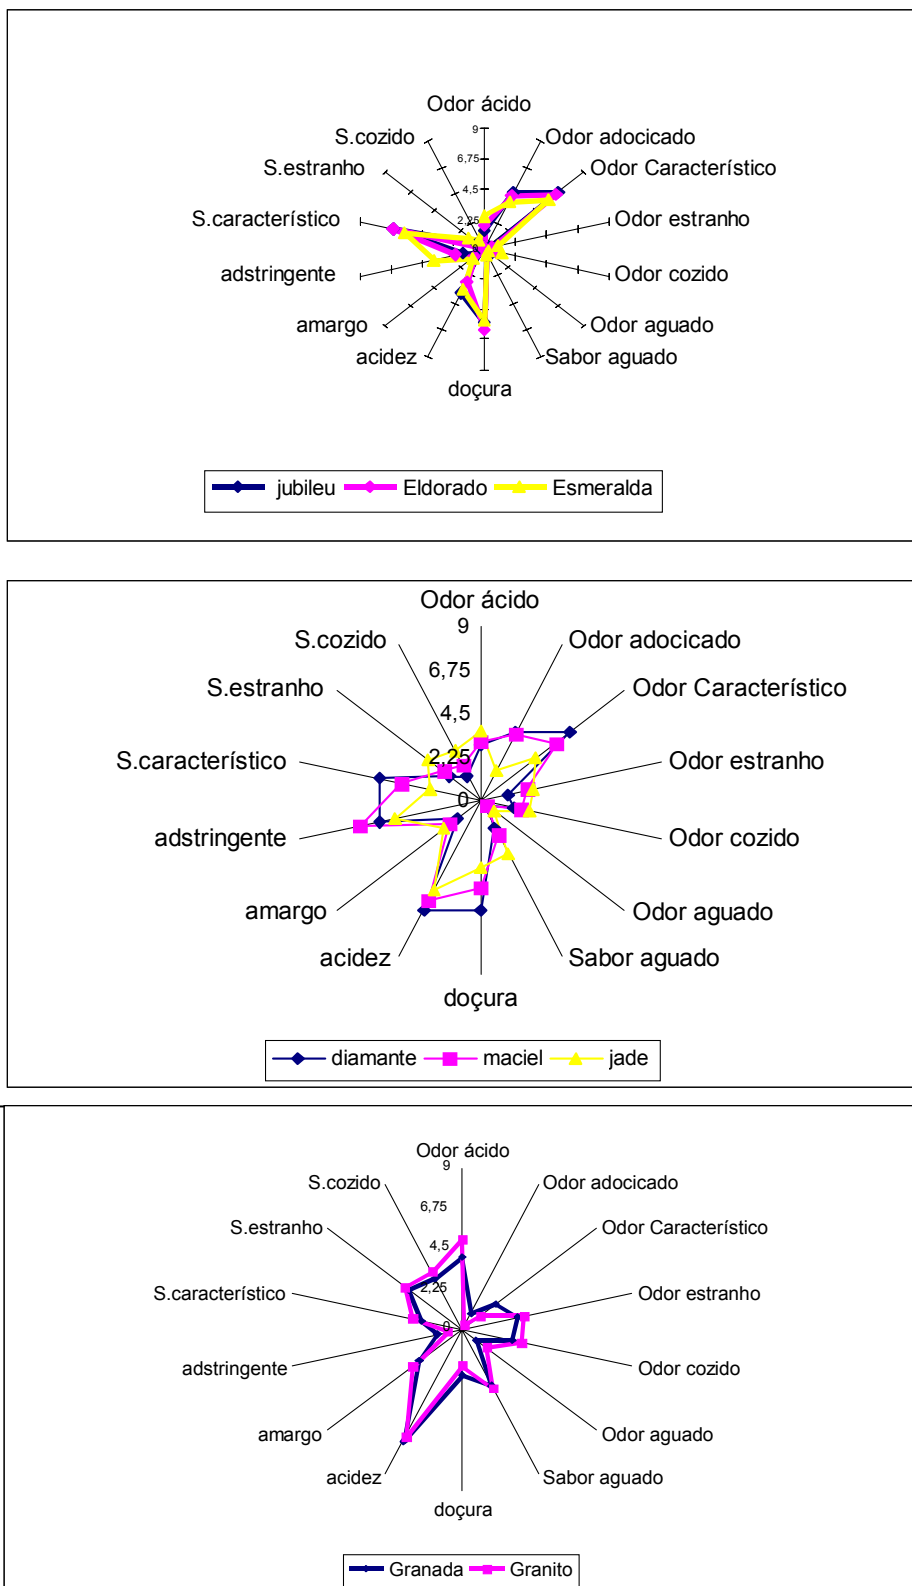 Odor ácido
9
S.cozido
Odor adocicado
6,75
S.estranho
Odor Característico
4,5
S.característico
Odor estranho
2,25
0
adstringente
Odor cozido
amargo
Odor aguado
acidez
Sabor aguado
doçura
jubileu Eldorado Esmeralda
Odor ácido
9
S.cozido
Odor adocicado
6,75
S.estranho
Odor Característico
4,5
S.característico
Odor estranho
2,25
0
adstringente
Odor cozido
amargo
Odor aguado
acidez
Sabor aguado
doçura
diamante maciel jade
Odor ácido
9
S.cozido
Odor adocicado
6,75
S.estranho
Odor Característico
4,5
S.característico
Odor estranho
2,25
0
adstringente
Odor cozido
amargo
Odor aguado
acidez
Sabor aguado
doçura
Granada Granito